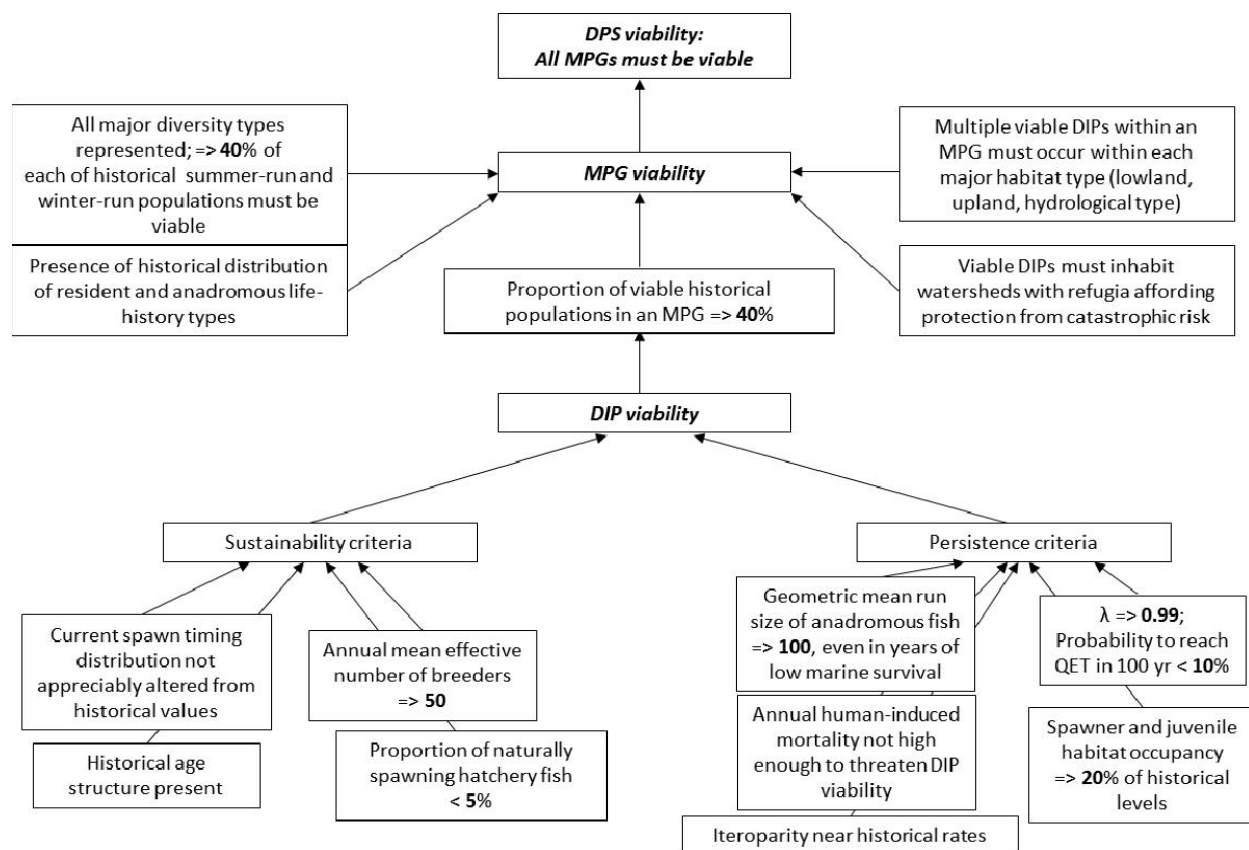 DPS viability:
All MPGs must be viable
All major diversity types
represented; => 40% of
each of historical summer-run and
winter-run populations must be
viable
MPG viability
Multiple viable DIPs within an
MPG must occur within each
major habitat type (lowland,
upland, hydrological type)
Presence of historical distribution
of resident and anadromous life-
history types
Proportion of viable historical
populations in an MPG => 40%
Viable DIPs must inhabit
watersheds with refugia affording
protection from catastrophic risk
DIP viability
Sustainability criteria
Persistence criteria
Current spawn timing
distribution not
appreciably altered from
historical values
Annual mean effective
number of breeders
=> 50
Geometric mean run
size of anadromous fish
=> 100, even in years of
low marine survival
λ => 0.99;
Probability to reach
QET in 100 yr < 10%
Historical age
structure present
Proportion of naturally
spawning hatchery fish
< 5%
Annual human-induced
mortality not high
enough to threaten DIP
viability
Spawner and juvenile
habitat occupancy
=> 20% of historical
levels
Iteroparity near historical rates